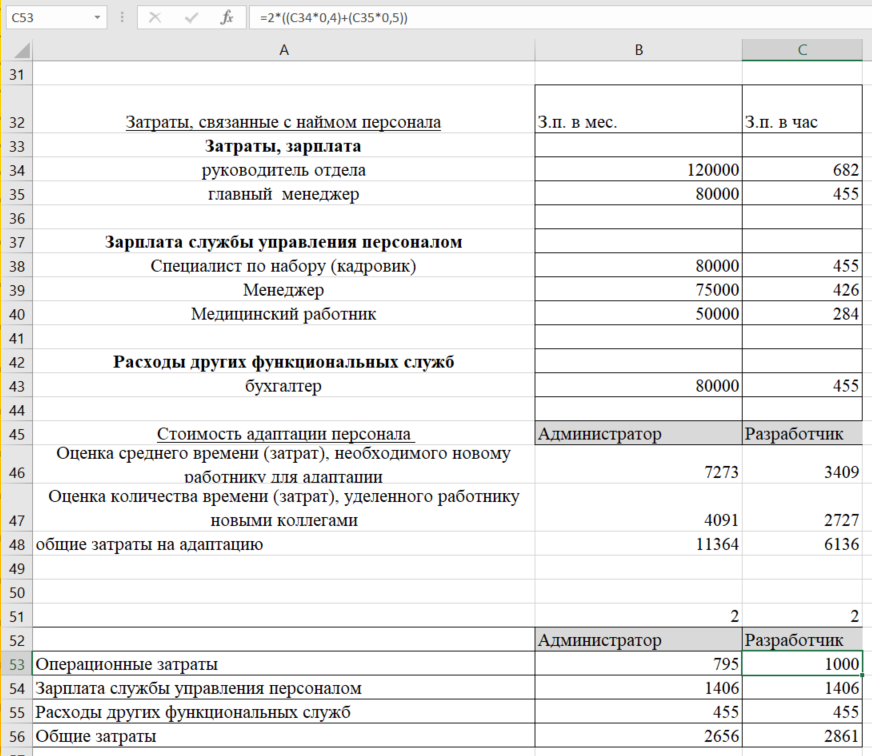 C53 fx =2*((C34*0,4)+(C35*0,5))
A B C
31
32 Затраты, связанные с наймом персонала З.п. в мес. З.п. в час
33 Затраты, зарплата
34 руководитель отдела 120000 682
35 главный менеджер 80000 455
36
37 Зарплата службы управления персоналом
38 Специалист по набору (кадровик) 80000 455
39 Менеджер 75000 426
40 Медицинский работник 50000 284
41
42 Расходы других функциональных служб
43 бухгалтер 80000 455
44
45 Стоимость адаптации персонала Администратор Разработчик
Оценка среднего времени (затрат), необходимого новому
46 работнику для адаптации 7273 3409
Оценка количества времени (затрат), уделенного работнику
47 новыми коллегами 4091 2727
48 общие затраты на адаптацию 11364 6136
49
50
51 2 2
52 Администратор Разработчик
53 Операционные затраты 795 1000
54 Зарплата службы управления персоналом 1406 1406
55 Расходы других функциональных служб 455 455
56 Общие затраты 2656 2861